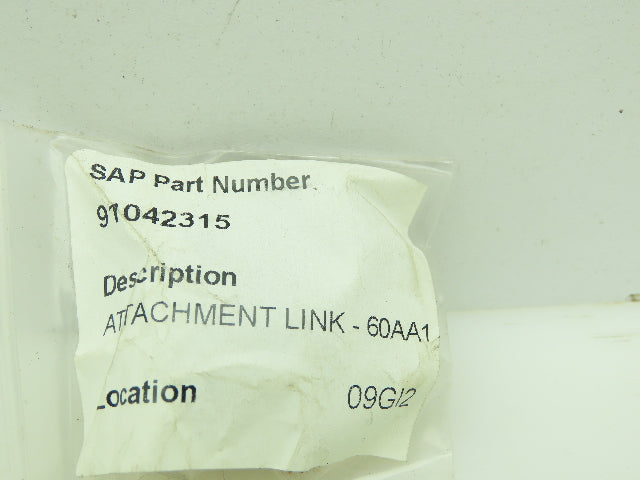 SAP Part Number
91042315
Description
ATTACHMENT LINK - 60AA1
Location 09G/2